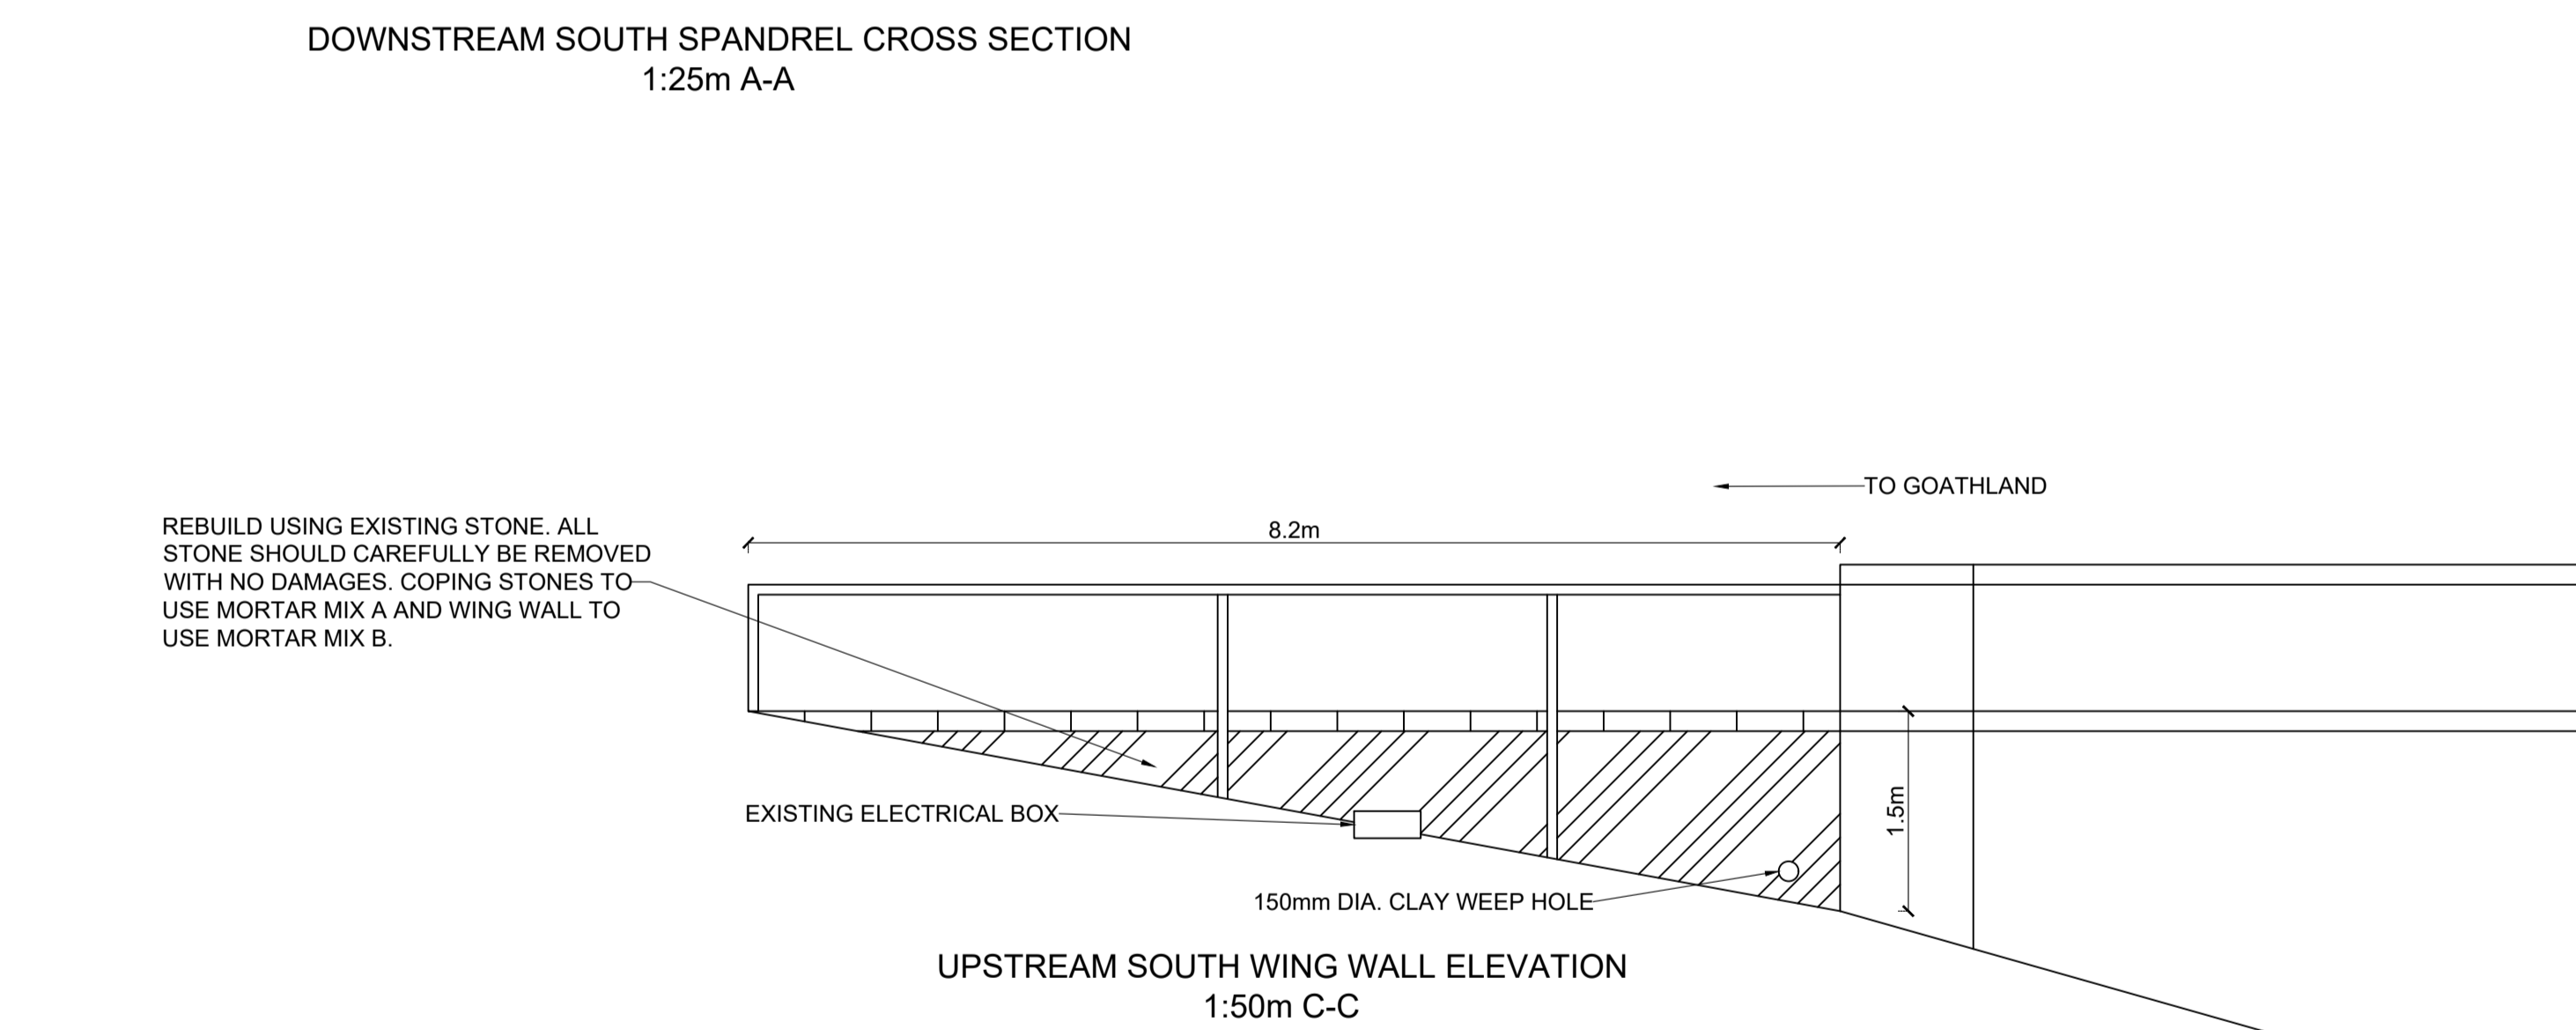 DOWNSTREAM SOUTH SPANDREL CROSS SECTION
1:25m A-A
TO GOATHLAND
8.2m
REBUILD USING EXISTING STONE. ALL
STONE SHOULD CAREFULLY BE REMOVED
WITH NO DAMAGES. COPING STONES TO
USE MORTAR MIX A AND WING WALL TO
USE MORTAR MIX B.
EXISTING ELECTRICAL BOX
1.5m
150mm DIA. CLAY WEEP HOLE
UPSTREAM SOUTH WING WALL ELEVATION
1:50m C-C